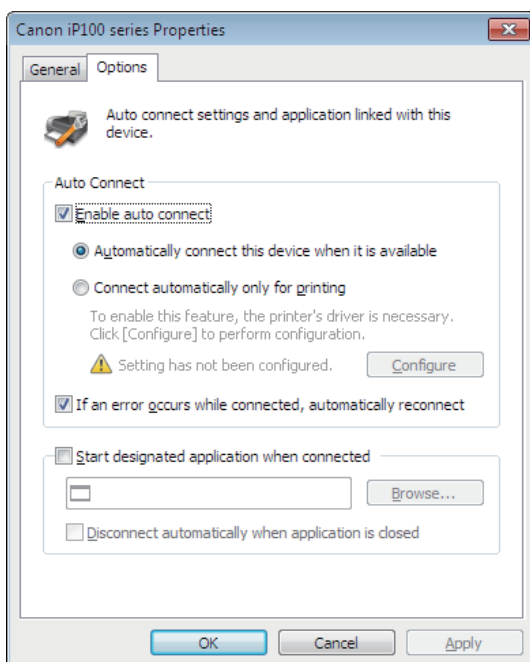 Canon iP100 series Properties
General Options
Auto connect settings and application linked with this
device.
Auto Connect
Enable auto connect
Automatically connect this device when it is available
Connect automatically only for printing
To enable this feature, the printer's driver is necessary.
Click [Configure] to perform configuration.
Setting has not been configured. Configure
If an error occurs while connected, automatically reconnect
Start designated application when connected
Browse...
Disconnect automatically when application is closed
OK Cancel Apply